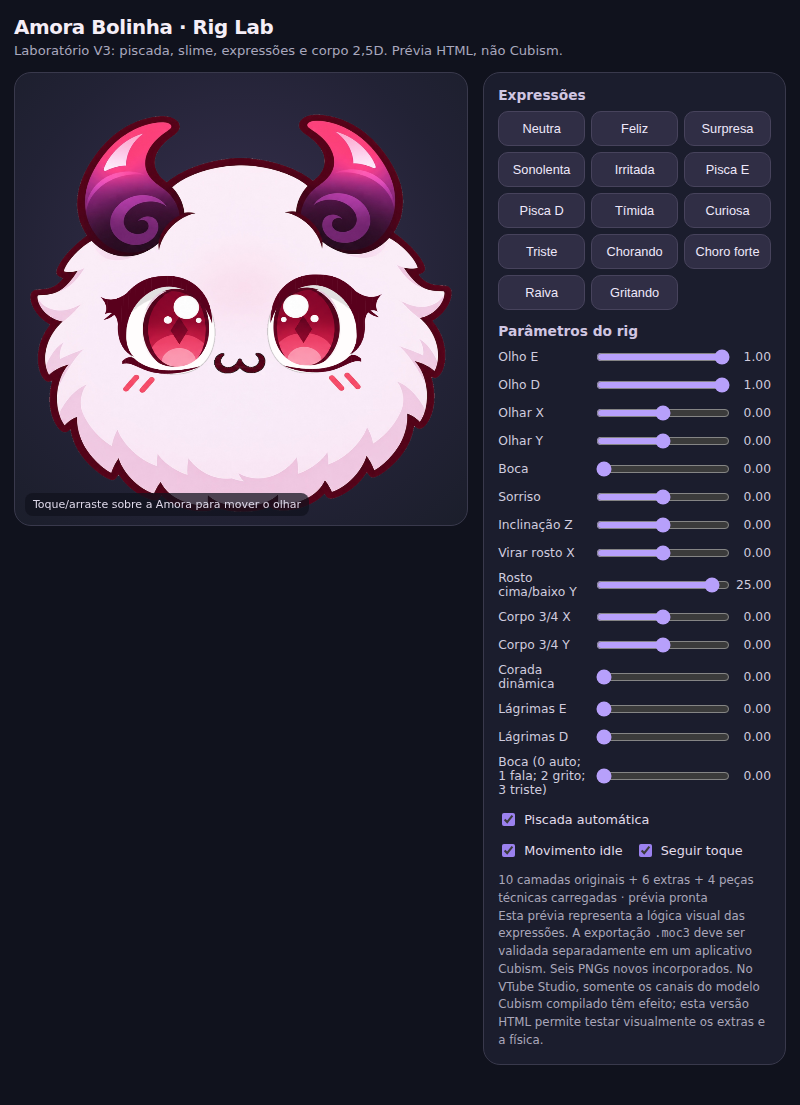 Amora Bolinha · Rig Lab
Laboratório V3: piscada, slime, expressões e corpo 2,5D. Prévia HTML, não Cubism.
Toque/arraste sobre a Amora para mover o olhar
Expressões
Neutra
Feliz
Surpresa
Sonolenta
Irritada
Pisca E
Pisca D
Tímida
Curiosa
Triste
Chorando
Choro forte
Raiva
Gritando
Parâmetros do rig
Olho E 1.00
Olho D 1.00
Olhar X 0.00
Olhar Y 0.00
Boca 0.00
Sorriso 0.00
Inclinação Z 0.00
Virar rosto X 0.00
Rosto
cima/baixo Y 25.00
Corpo 3/4 X 0.00
Corpo 3/4 Y 0.00
Corada
dinâmica 0.00
Lágrimas E 0.00
Lágrimas D 0.00
Boca (0 auto;
1 fala; 2 grito; 0.00
3 triste)
Piscada automática
Movimento idle
Seguir toque
10 camadas originais + 6 extras + 4 peças
técnicas carregadas · prévia pronta
Esta prévia representa a lógica visual das
expressões. A exportação .moc3 deve ser
validada separadamente em um aplicativo
Cubism. Seis PNGs novos incorporados. No
VTube Studio, somente os canais do modelo
Cubism compilado têm efeito; esta versão
HTML permite testar visualmente os extras e
a física.